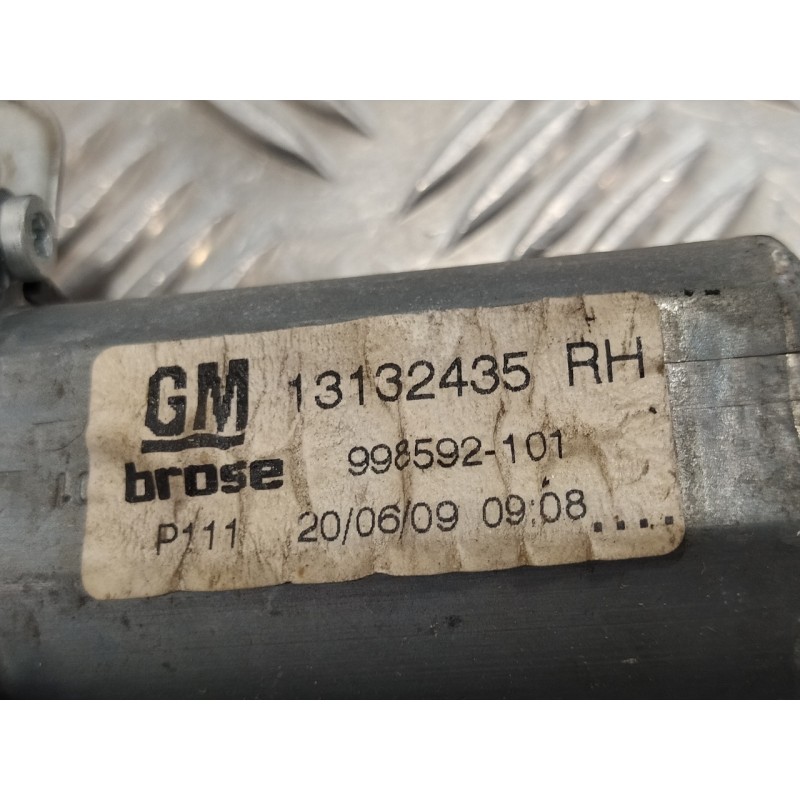 GM 13132435 RH
brose 998592-101
P111 20/06/09 09:08....